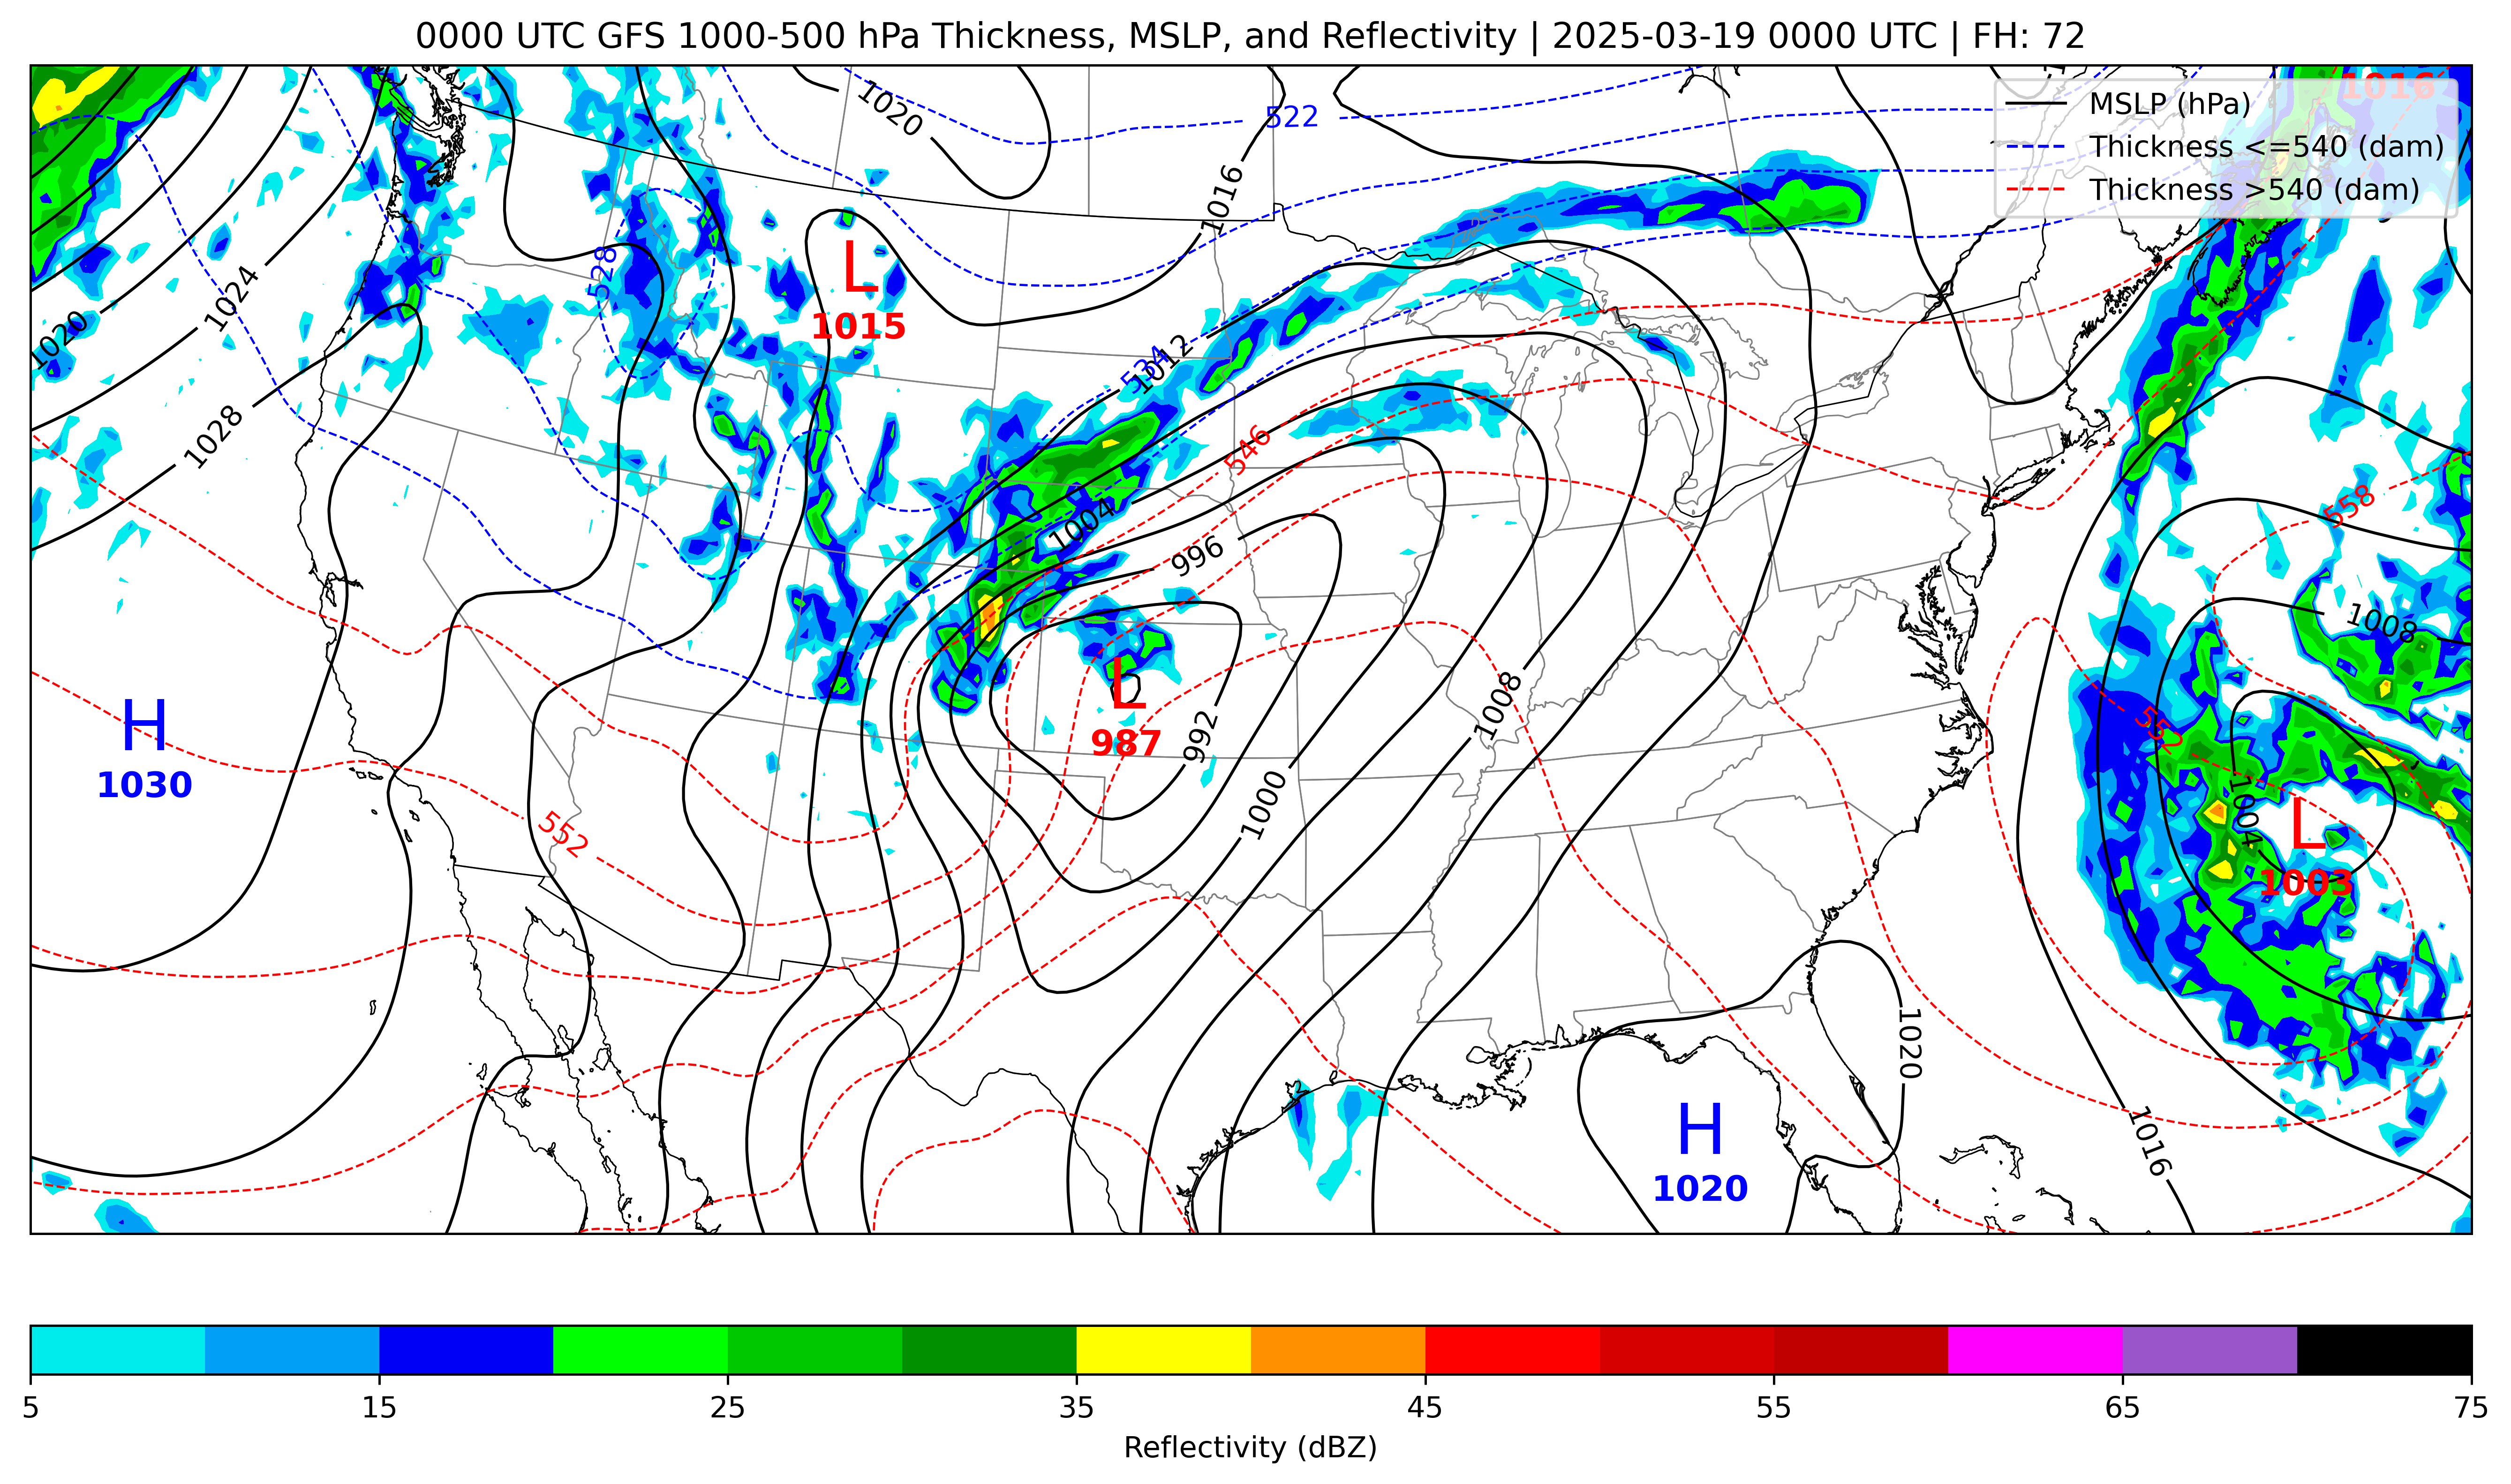 0000 UTC GFS 1000-500 hPa Thickness, MSLP, and Reflectivity | 2025-03-19 0000 UTC | FH: 72
MSLP (hPa)
Thickness <=540 (dam)
Thickness >540 (dam)
1016
1020
522
1016
528
1024
1020
L
1015
1012
534
1028
546
558
1004
996
1008
L
987
992
1008
H
1030
552
1004
L
1003
1000
552
1020
H
1020
1016
5 15 25 35 45 55 65 75
Reflectivity (dBZ)